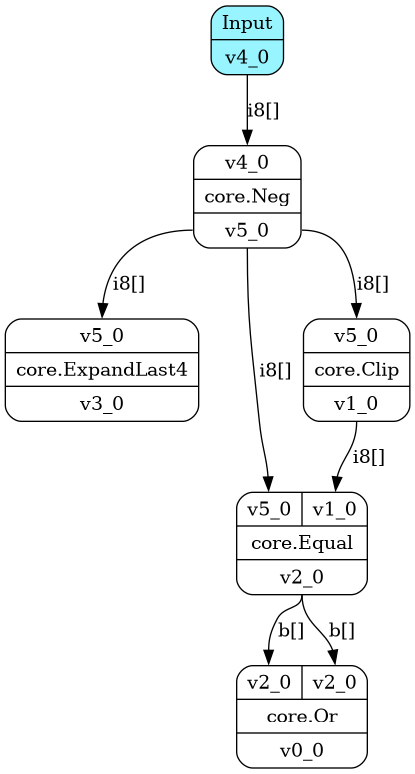 Input
v4_0
i8[]
v4_0
core.Neg
v5_0
i8[]
i8[]
i8[]
v5_0
core.ExpandLast4
v3_0
v5_0
core.Clip
v1_0
i8[]
v5_0 v1_0
core.Equal
v2_0
b[] b[]
v2_0 v2_0
core.Or
v0_0